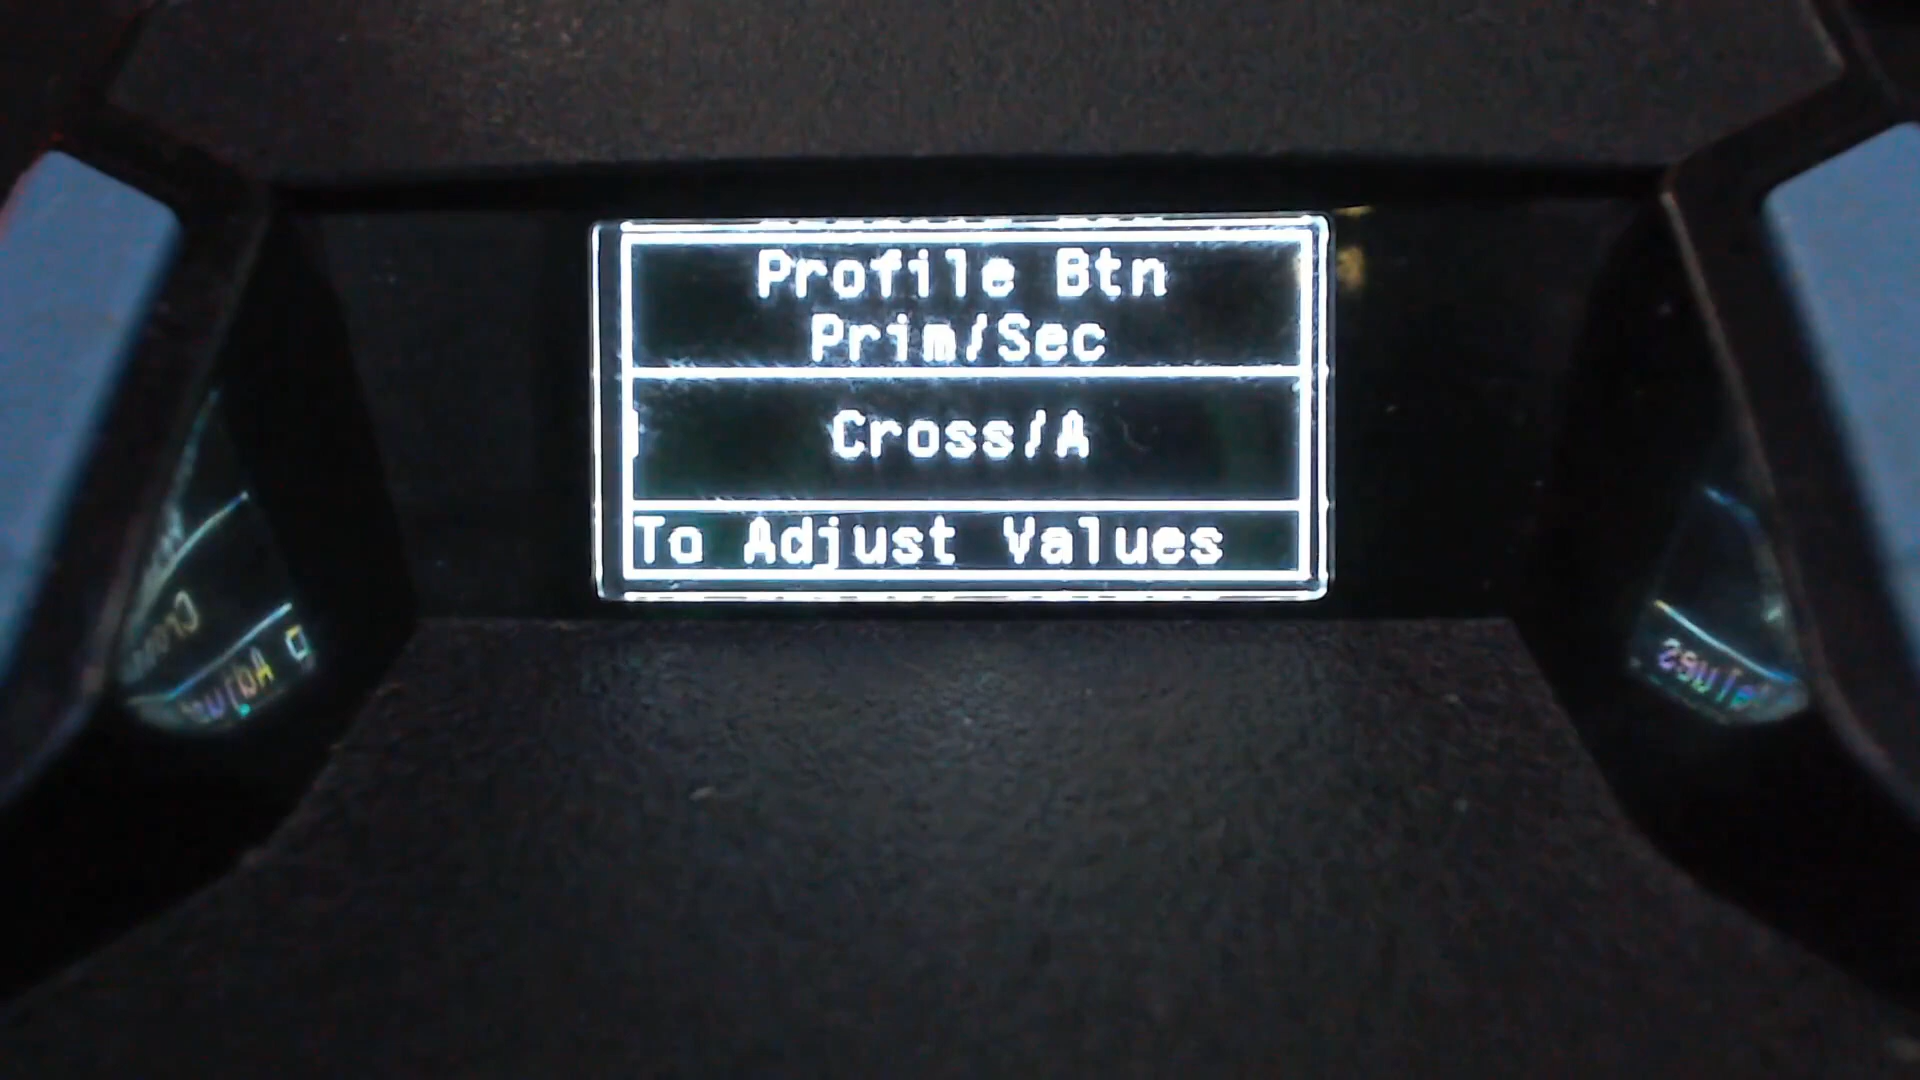 Profile Btn
Prim/Sec
Cross/A
To Adjust Values